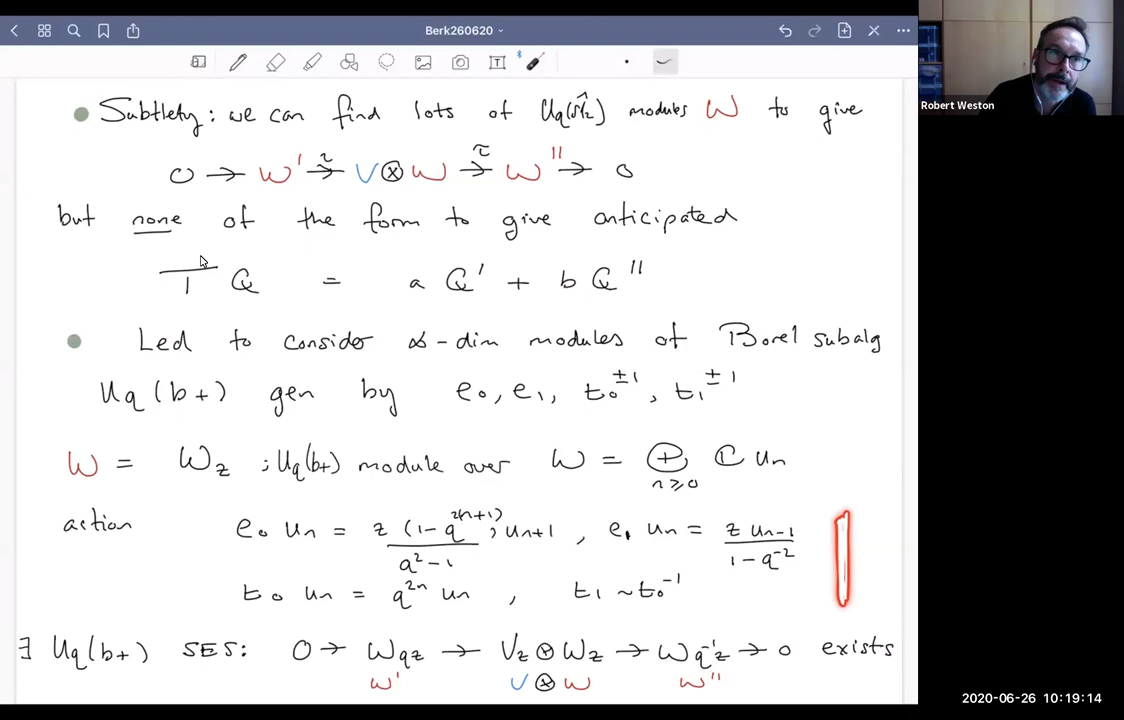 Berk260620
Robert Weston
Subtlety: we can find lots of Uq(sl̂2) modules W to give
0 → W' →^ι V ⊗ W →^τ W'' → 0
but none of the form to give anticipated
T Q = a Q' + b Q''
Led to consider ∞-dim modules of Borel subalg
Uq(b+) gen by e0, e1, t0^±1, t1^±1
W = Wz ; Uq(b+) module over W = ⊕_{n≥0} ℂ un
action e0 un = z (1 - q^{2(n+1)}) / (q^2 - 1) un+1 , e1 un = z un-1 / (1 - q^{-2})
t0 un = q^{2n} un , t1 ~ t0^{-1}
∃ Uq(b+) SES: 0 → Wqz → Vz ⊗ Wz → Wq^{-1}z → 0 exists
W' V ⊗ W W''
2020-06-26 10:19:14